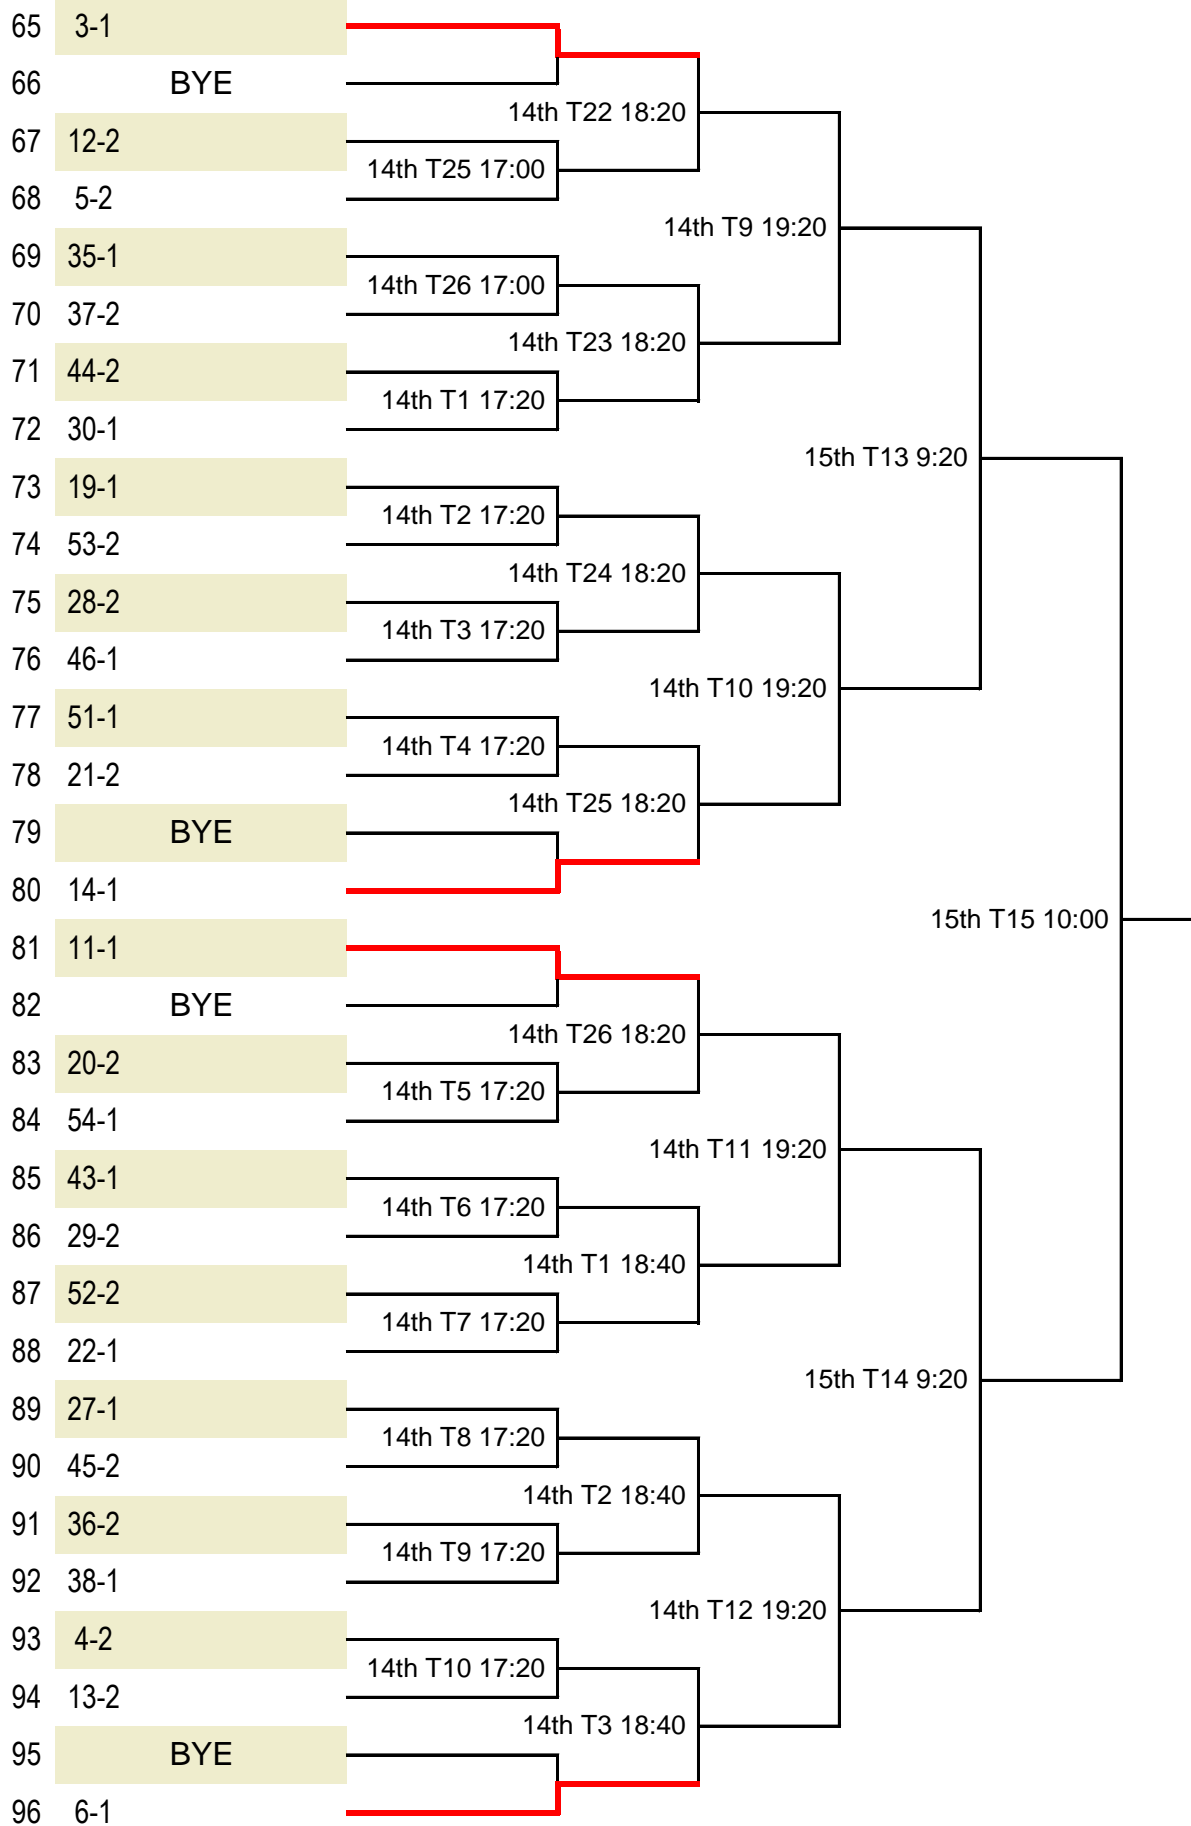 65 3-1
66 BYE
14th T22 18:20
67 12-2
14th T25 17:00
68 5-2
14th T9 19:20
69 35-1
14th T26 17:00
70 37-2
14th T23 18:20
71 44-2
14th T1 17:20
72 30-1
15th T13 9:20
73 19-1
14th T2 17:20
74 53-2
14th T24 18:20
75 28-2
14th T3 17:20
76 46-1
14th T10 19:20
77 51-1
14th T4 17:20
78 21-2
14th T25 18:20
79 BYE
80 14-1
15th T15 10:00
81 11-1
82 BYE
14th T26 18:20
83 20-2
14th T5 17:20
84 54-1
14th T11 19:20
85 43-1
14th T6 17:20
86 29-2
14th T1 18:40
87 52-2
14th T7 17:20
88 22-1
15th T14 9:20
89 27-1
14th T8 17:20
90 45-2
14th T2 18:40
91 36-2
14th T9 17:20
92 38-1
14th T12 19:20
93 4-2
14th T10 17:20
94 13-2
14th T3 18:40
95 BYE
96 6-1